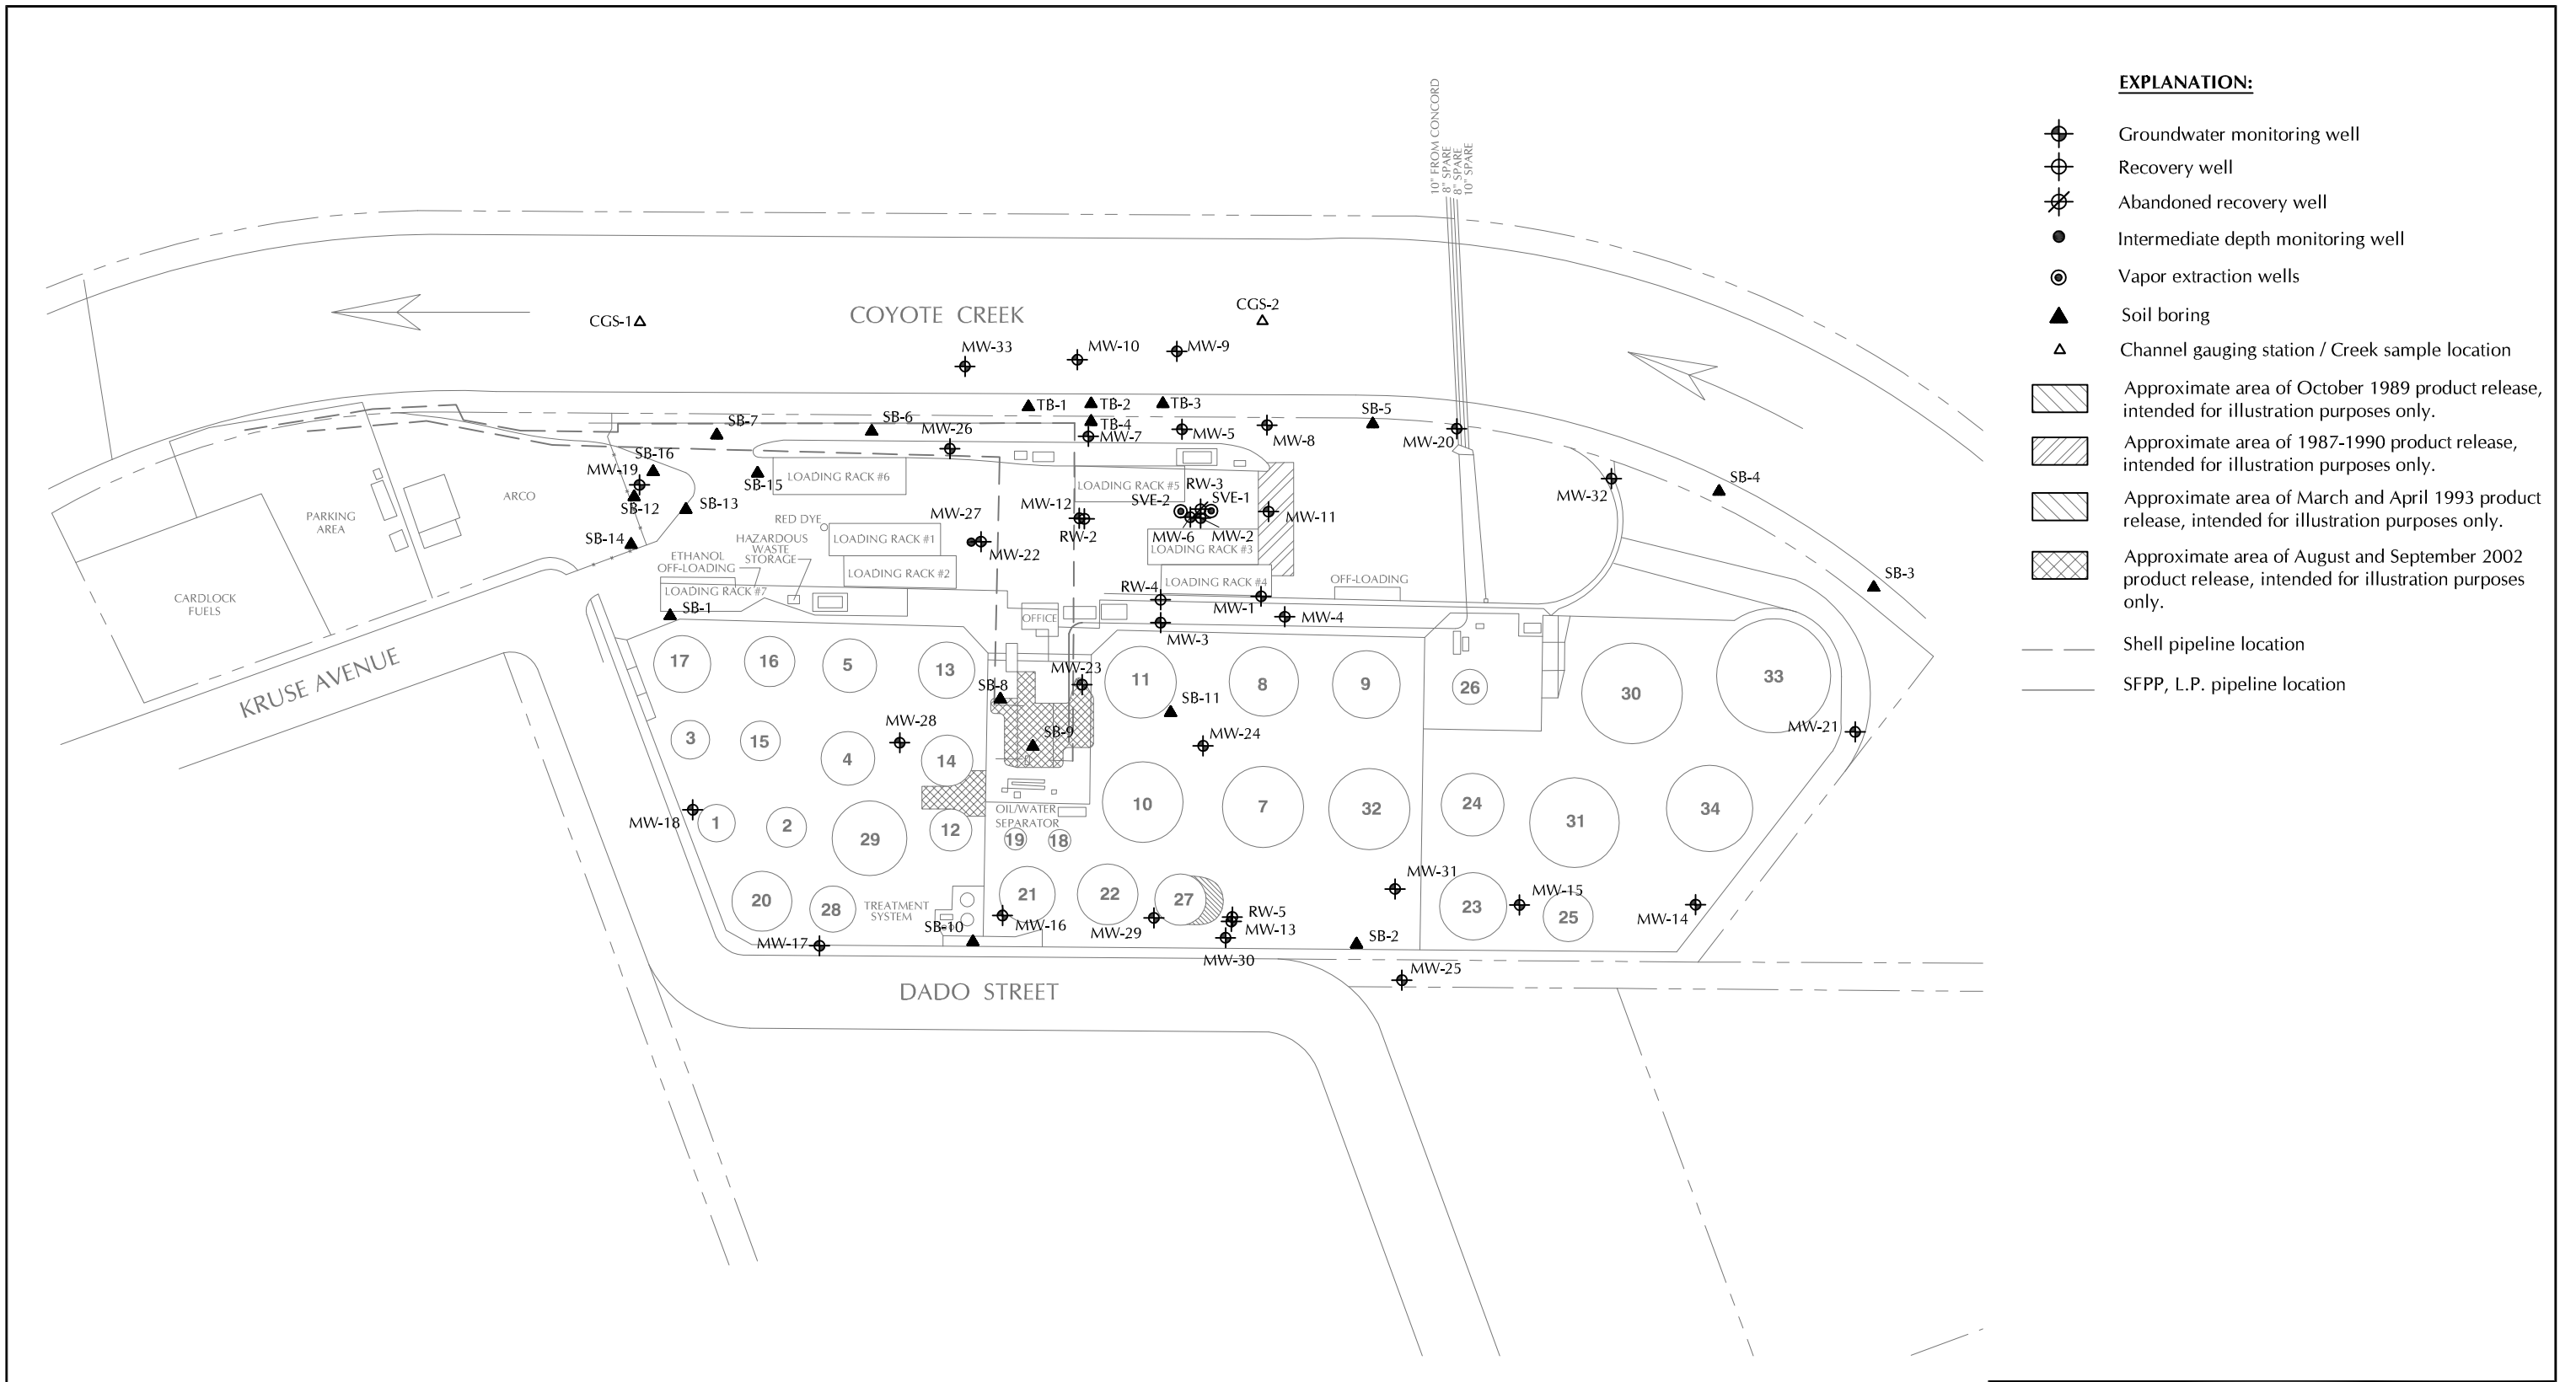 EXPLANATION:
Groundwater monitoring well
Recovery well
Abandoned recovery well
Intermediate depth monitoring well
Vapor extraction wells
Soil boring
Channel gauging station / Creek sample location
Approximate area of October 1989 product release,
intended for illustration purposes only.
Approximate area of 1987-1990 product release,
intended for illustration purposes only.
Approximate area of March and April 1993 product
release, intended for illustration purposes only.
Approximate area of August and September 2002
product release, intended for illustration purposes
only.
Shell pipeline location
SFPP, L.P. pipeline location
10" FROM CONCORD
8" SPARE
8" SPARE
10" SPARE
COYOTE CREEK
CGS-1
CGS-2
MW-33
MW-10
MW-9
TB-1
TB-2
TB-3
TB-4
SB-7
SB-6
MW-26
MW-7
MW-5
MW-8
SB-5
MW-20
SB-16
MW-19
SB-12
SB-13
SB-14
SB-15
LOADING RACK #6
LOADING RACK #5
RW-3
SVE-2
SVE-1
MW-12
RW-2
MW-6
MW-2
MW-11
MW-32
SB-4
SB-3
ARCO
PARKING
AREA
CARDLOCK
FUELS
RED DYE
MW-27
MW-22
LOADING RACK #1
LOADING RACK #2
LOADING RACK #3
LOADING RACK #4
HAZARDOUS
WASTE
STORAGE
ETHANOL
OFF-LOADING
LOADING RACK #7
SB-1
OFFICE
RW-4
MW-1
MW-4
MW-3
OFF-LOADING
KRUSE AVENUE
17
16
5
13
SB-8
MW-23
11
SB-11
8
9
26
30
33
MW-21
3
15
4
MW-28
14
SB-9
MW-24
MW-18
1
2
29
12
OIL/WATER
SEPARATOR
19
18
10
7
32
24
31
34
20
28
TREATMENT
SYSTEM
SB-10
MW-17
21
MW-16
22
MW-29
27
RW-5
MW-13
MW-30
MW-31
SB-2
23
MW-15
25
MW-14
MW-25
DADO STREET